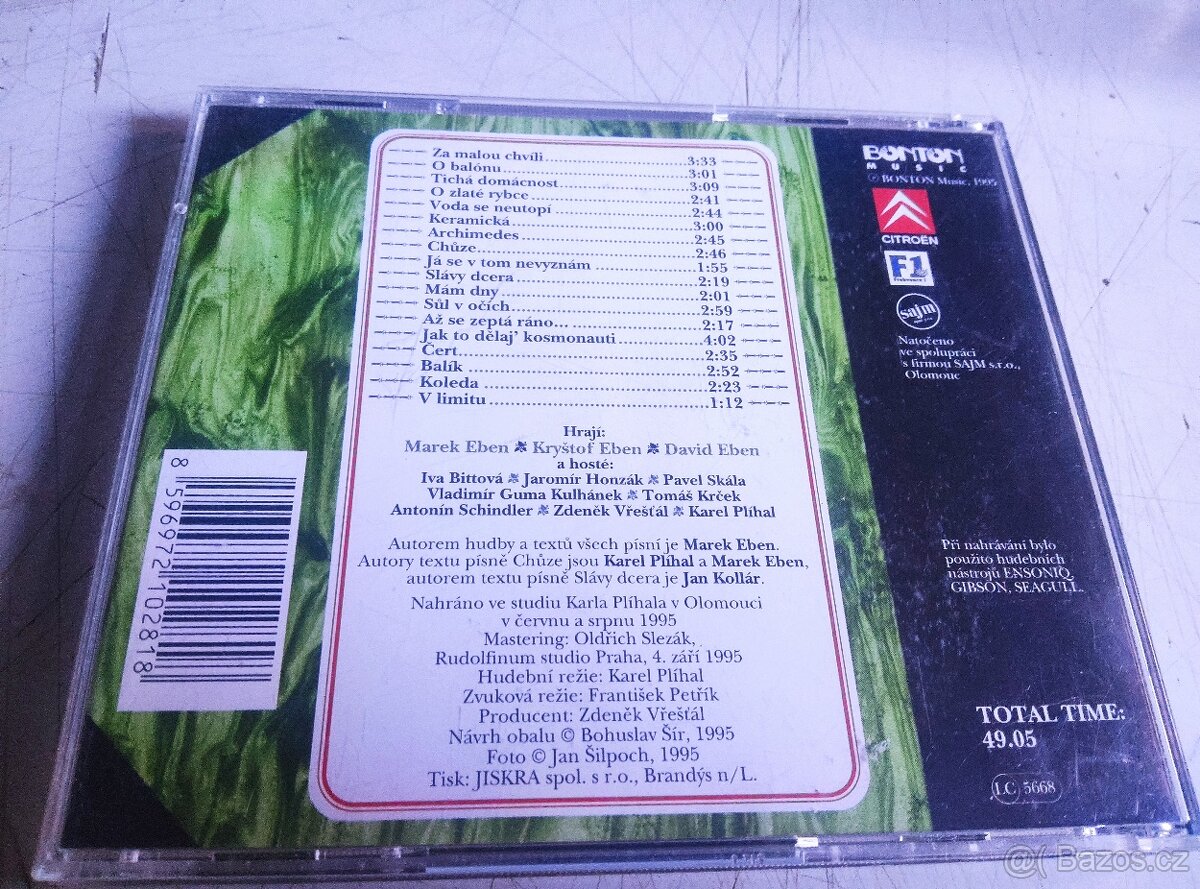 Za malou chvíli........................3:33
O balónu........................3:01
Tichá domácnost........................3:09
O zlaté rybce........................2:41
Voda se neutopí........................2:44
Keramická........................3:00
Archimedes........................2:45
Chůze........................2:46
Já se v tom nevyznám........................1:55
Slávy dcera........................2:19
Mám dny........................2:01
Sůl v očích........................2:59
Až se zeptá ráno...........................2:17
Jak to dělaj' kosmonauti........................4:02
Čert........................2:35
Balík........................2:52
Koleda........................2:23
V limitu........................1:12
Hrají:
Marek Eben Kryštof Eben David Eben
a hosté:
Iva Bittová Jaromír Honzák Pavel Skála
Vladimír Guma Kulhánek Tomáš Krček
Antonín Schindler Zdeněk Vřešťál Karel Plíhal
Autorem hudby a textů všech písní je Marek Eben.
Autory textu písně Chůze jsou Karel Plíhal a Marek Eben,
autorem textu písně Slávy dcera je Jan Kollár.
Nahráno ve studiu Karla Plíhala v Olomouci
v červnu a srpnu 1995
Mastering: Oldřich Slezák,
Rudolfinum studio Praha, 4. září 1995
Hudební režie: Karel Plíhal
Zvuková režie: František Petřík
Producent: Zdeněk Vřešťál
Návrh obalu © Bohuslav Šír, 1995
Foto © Jan Šilpoch, 1995
Tisk: JISKRA spol. s r.o., Brandýs n/L.
8 596972 102818
BONTON
MUSIC
℗ BONTON Music, 1995
CITROËN
F1
sajm
Natočeno
ve spolupráci
s firmou SAJM s.r.o.,
Olomouc
Při nahrávání bylo
použito hudebních
nástrojů ENSONIQ,
GIBSON, SEAGULL.
TOTAL TIME:
49.05
LC 5668
@( Bazos.cz